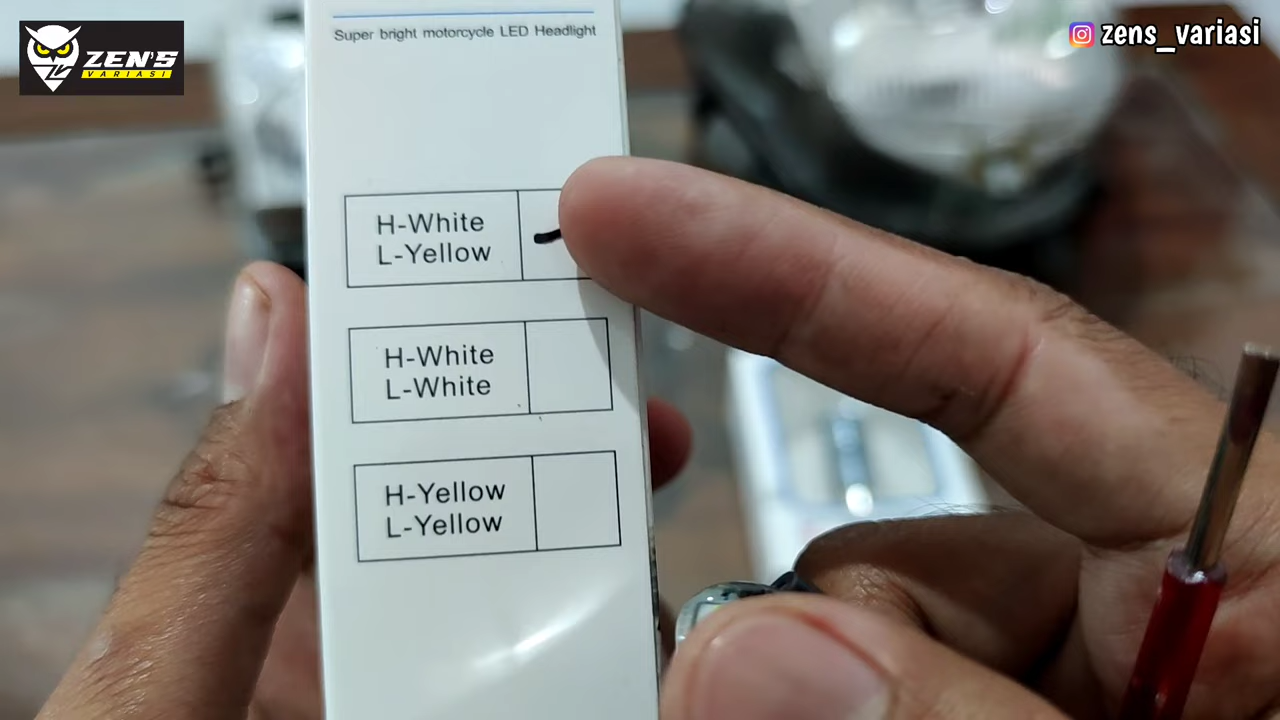 ZEN'S
VARIASI
zens_variasi
Super bright motorcycle LED Headlight
H-White
L-Yellow
H-White
L-White
H-Yellow
L-Yellow